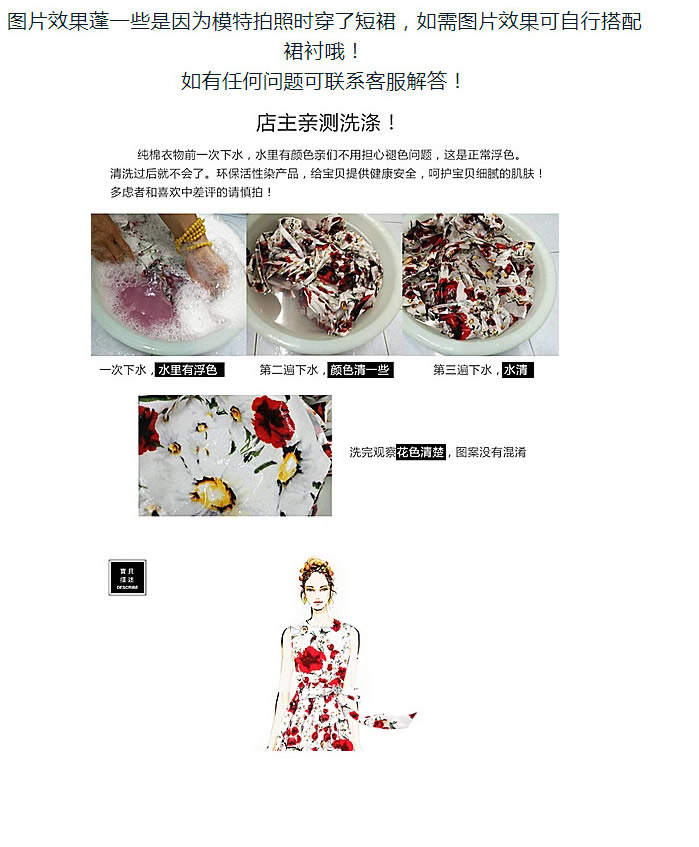 图片效果蓬一些是因为模特拍照时穿了短裙，如需图片效果可自行搭配
裙衬哦！
如有任何问题可联系客服解答！
店主亲测洗涤！
纯棉衣物前一次下水，水里有颜色亲们不用担心褪色问题，这是正常浮色。
清洗过后就不会了。环保活性染产品，给宝贝提供健康安全，呵护宝贝细腻的肌肤！
多虑者和喜欢中差评的请慎拍！
一次下水，水里有浮色
第二遍下水，颜色清一些
第三遍下水，水清
洗完观察花色清楚，图案没有混淆
寶貝
描述
DESCRIBE